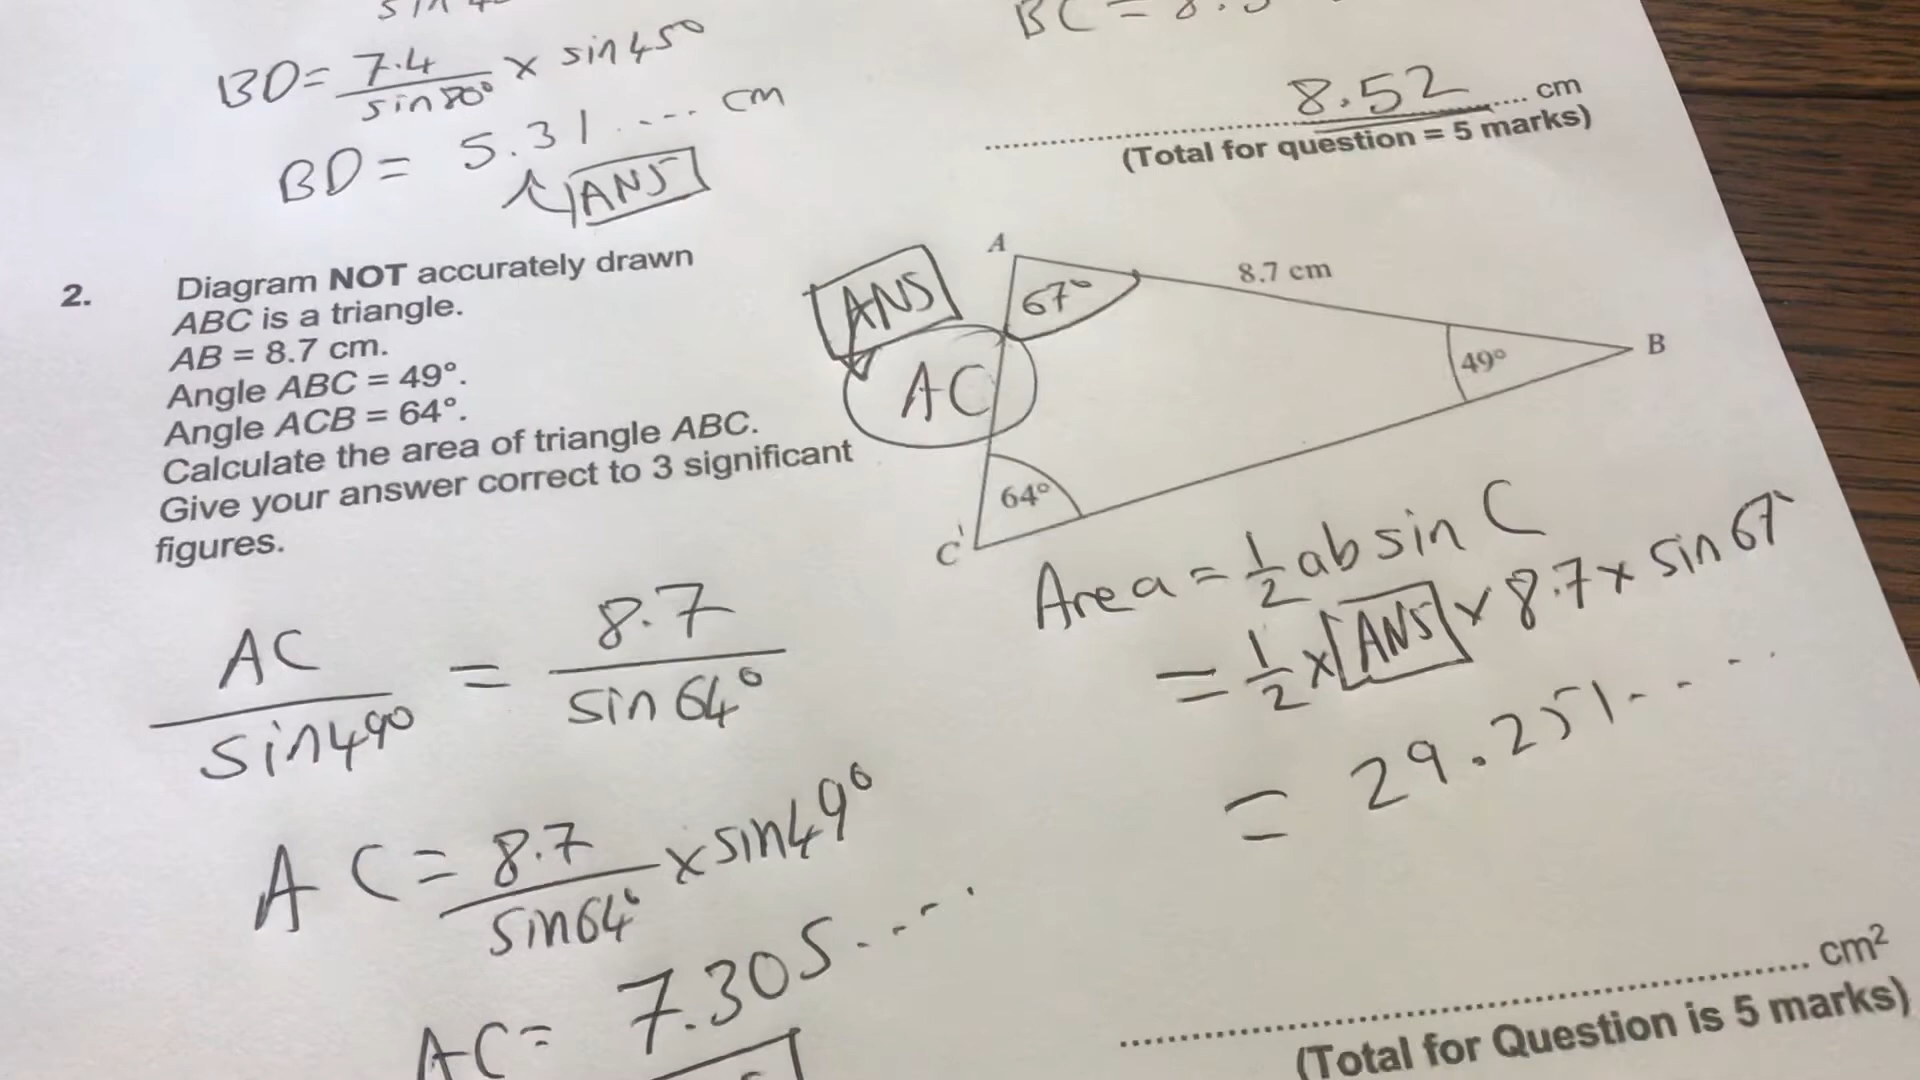 BD = 7.4 / sin 80° × sin 45°
BD = 5.31 .... cm
ANS
8.52 cm
(Total for question = 5 marks)
2.
Diagram NOT accurately drawn
ABC is a triangle.
AB = 8.7 cm.
Angle ABC = 49°.
Angle ACB = 64°.
Calculate the area of triangle ABC.
Give your answer correct to 3 significant
figures.
A
8.7 cm
B
67°
49°
64°
C
ANS
AC
AC / sin 49° = 8.7 / sin 64°
AC = 8.7 / sin 64° × sin 49°
AC = 7.305....
Area = 1/2 ab sin C
= 1/2 × ANS × 8.7 × sin 67°
= 29.251....
cm²
(Total for Question is 5 marks)